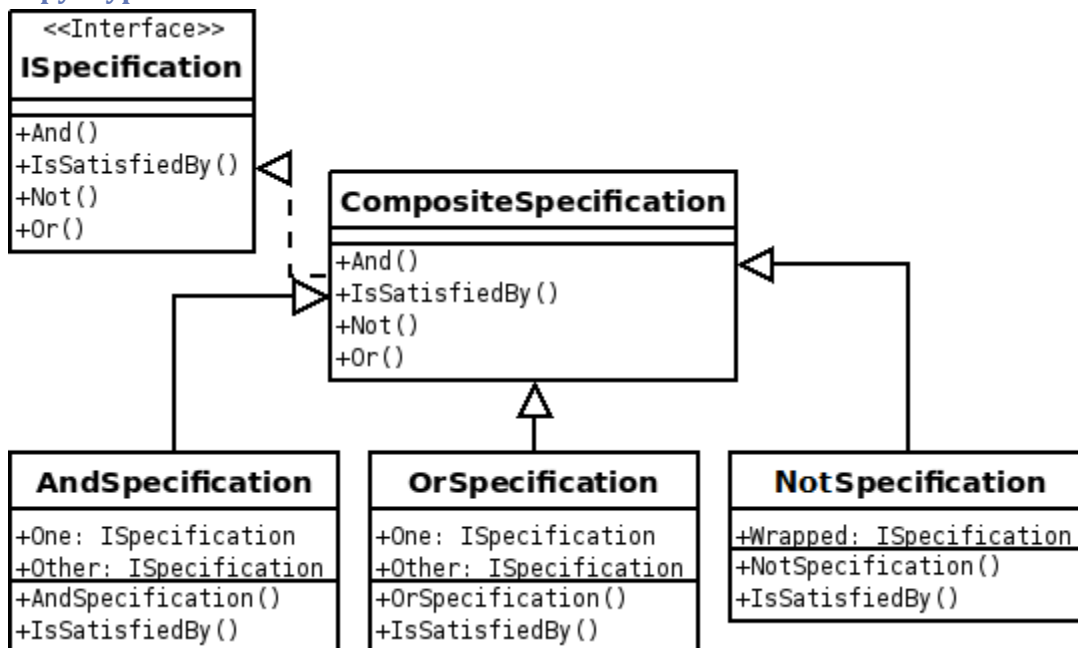 <<Interface>>
ISpecification
+And()
+IsSatisfiedBy()
+Not()
+Or()
CompositeSpecification
+And()
+IsSatisfiedBy()
+Not()
+Or()
AndSpecification
+One: ISpecification
+Other: ISpecification
+AndSpecification()
+IsSatisfiedBy()
OrSpecification
+One: ISpecification
+Other: ISpecification
+OrSpecification()
+IsSatisfiedBy()
NotSpecification
+Wrapped: ISpecification
+NotSpecification()
+IsSatisfiedBy()